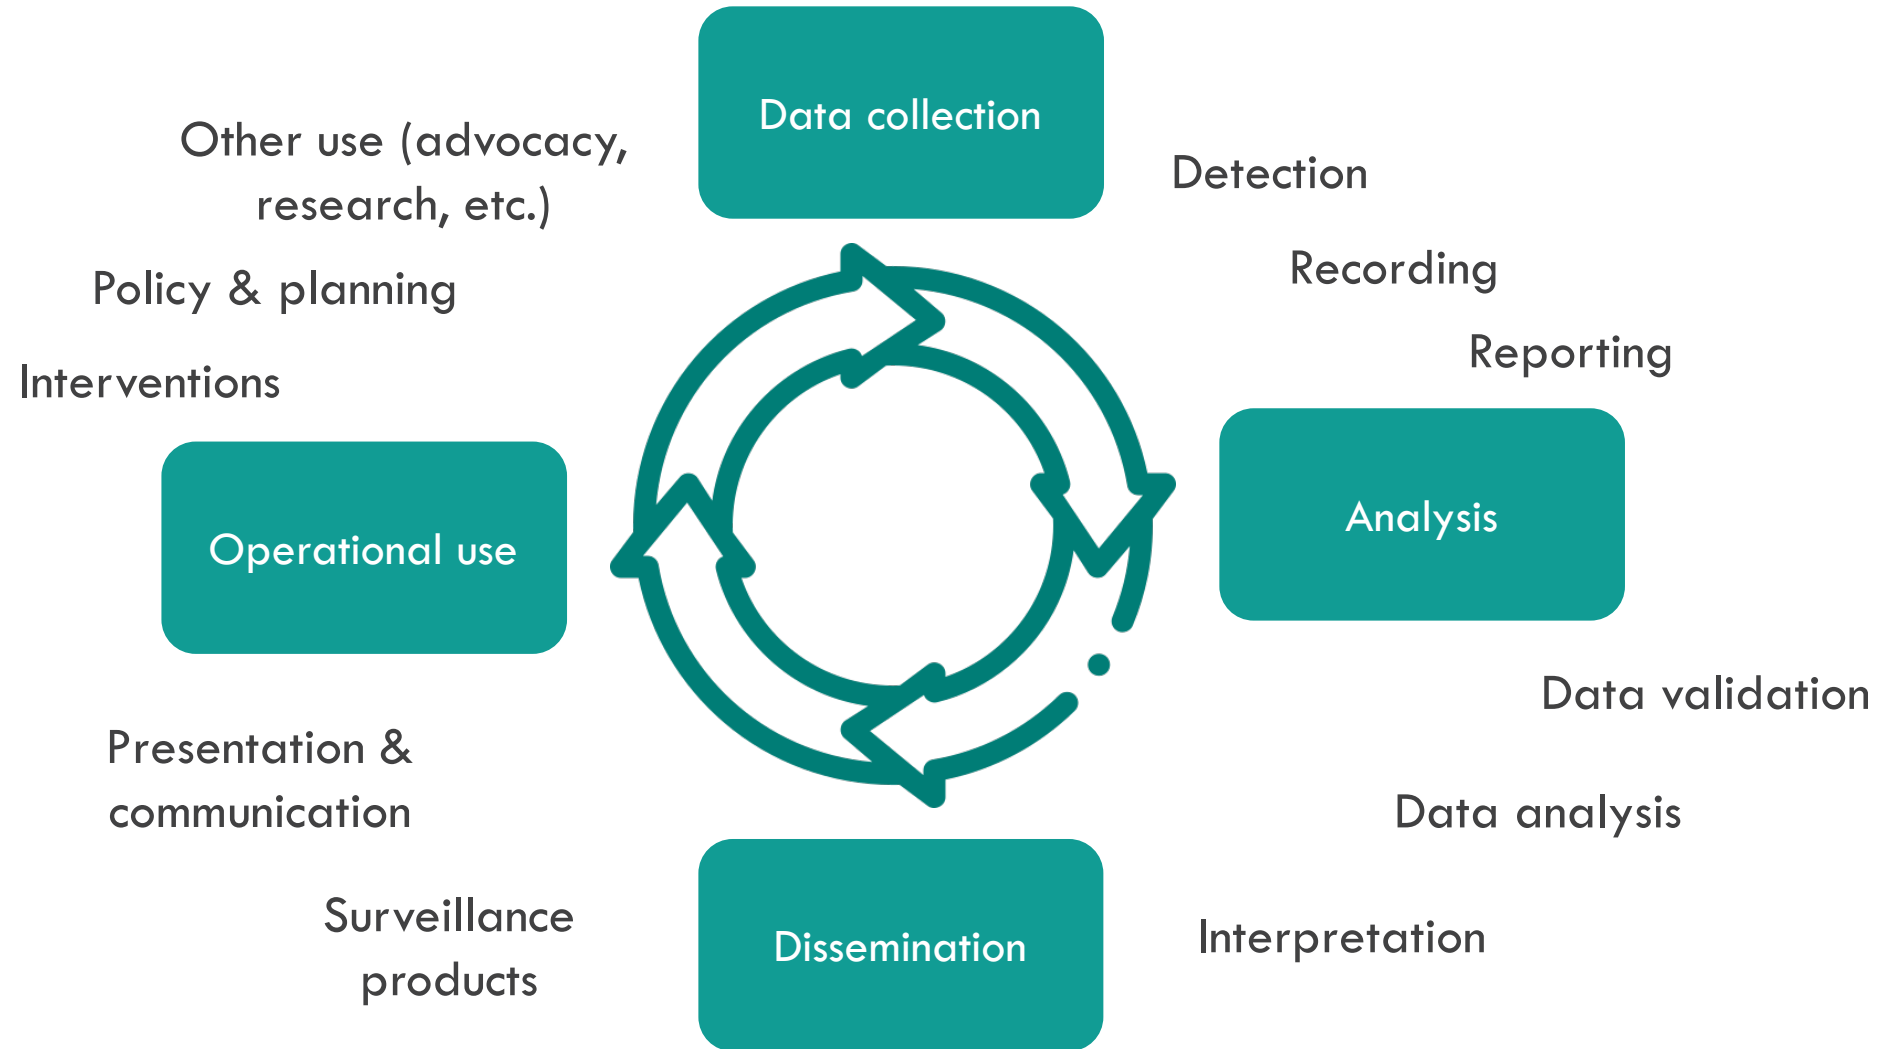 Data collection
Other use (advocacy,
research, etc.)
Detection
Recording
Policy & planning
Reporting
Interventions
Analysis
Operational use
Data validation
Presentation &
communication
Data analysis
Surveillance
products
Dissemination
Interpretation